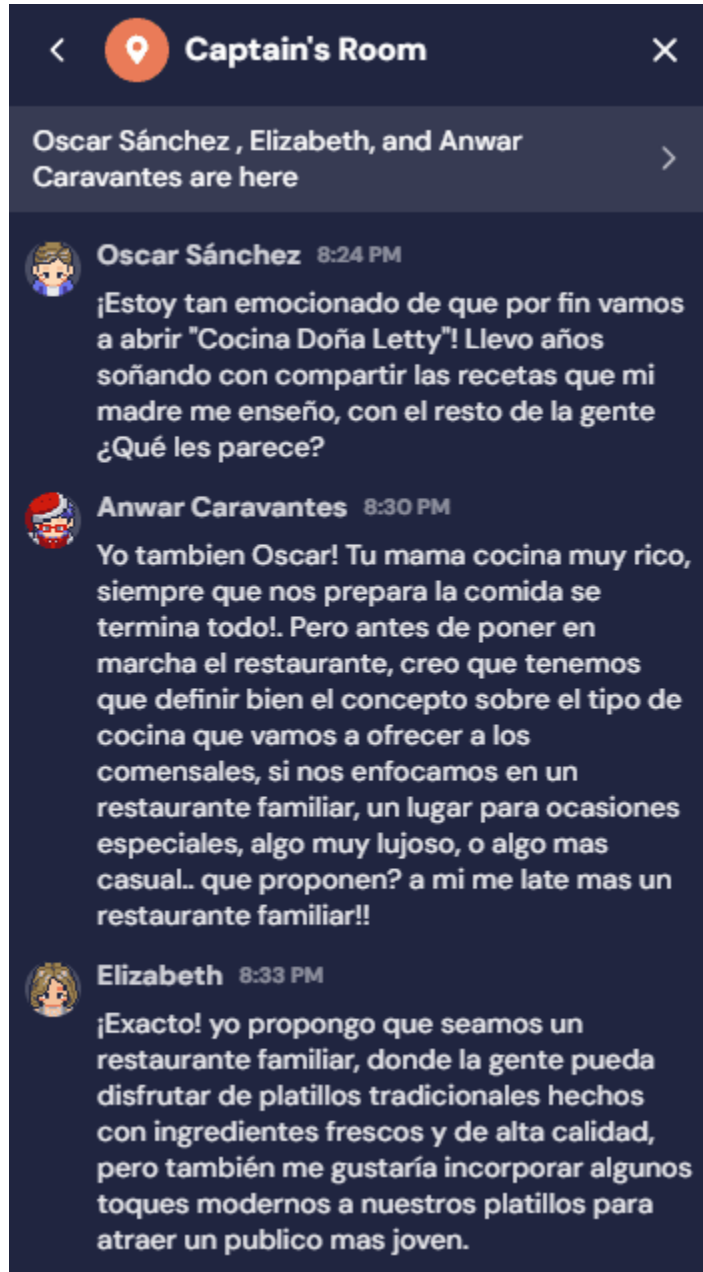 Captain's Room
Oscar Sánchez , Elizabeth, and Anwar
Caravantes are here
Oscar Sánchez 8:24 PM
¡Estoy tan emocionado de que por fin vamos
a abrir "Cocina Doña Letty"! Llevo años
soñando con compartir las recetas que mi
madre me enseño, con el resto de la gente
¿Qué les parece?
Anwar Caravantes 8:30 PM
Yo tambien Oscar! Tu mama cocina muy rico,
siempre que nos prepara la comida se
termina todo!. Pero antes de poner en
marcha el restaurante, creo que tenemos
que definir bien el concepto sobre el tipo de
cocina que vamos a ofrecer a los
comensales, si nos enfocamos en un
restaurante familiar, un lugar para ocasiones
especiales, algo muy lujoso, o algo mas
casual.. que proponen? a mi me late mas un
restaurante familiar!!
Elizabeth 8:33 PM
¡Exacto! yo propongo que seamos un
restaurante familiar, donde la gente pueda
disfrutar de platillos tradicionales hechos
con ingredientes frescos y de alta calidad,
pero también me gustaría incorporar algunos
toques modernos a nuestros platillos para
atraer un publico mas joven.